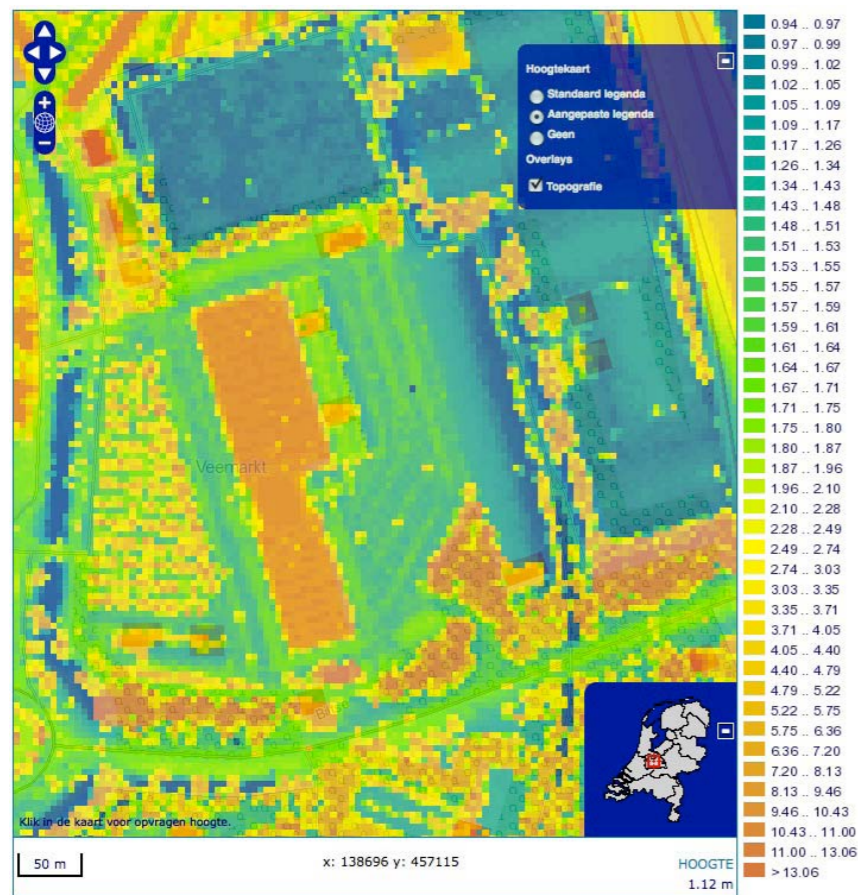 Hoogtekaart
Standaard legenda
Aangepaste legenda
Geen
Overlays
Topografie
Veemarkt
Klik in de kaart voor opvragen hoogte.
50 m
x: 138696 y: 457115
HOOGTE
1.12 m
0.94 .. 0.97
0.97 .. 0.99
0.99 .. 1.02
1.02 .. 1.05
1.05 .. 1.09
1.09 .. 1.17
1.17 .. 1.26
1.26 .. 1.34
1.34 .. 1.43
1.43 .. 1.48
1.48 .. 1.51
1.51 .. 1.53
1.53 .. 1.55
1.55 .. 1.57
1.57 .. 1.59
1.59 .. 1.61
1.61 .. 1.64
1.64 .. 1.67
1.67 .. 1.71
1.71 .. 1.75
1.75 .. 1.80
1.80 .. 1.87
1.87 .. 1.96
1.96 .. 2.10
2.10 .. 2.28
2.28 .. 2.49
2.49 .. 2.74
2.74 .. 3.03
3.03 .. 3.35
3.35 .. 3.71
3.71 .. 4.05
4.05 .. 4.40
4.40 .. 4.79
4.79 .. 5.22
5.22 .. 5.75
5.75 .. 6.36
6.36 .. 7.20
7.20 .. 8.13
8.13 .. 9.46
9.46 .. 10.43
10.43 .. 11.00
11.00 .. 13.06
> 13.06